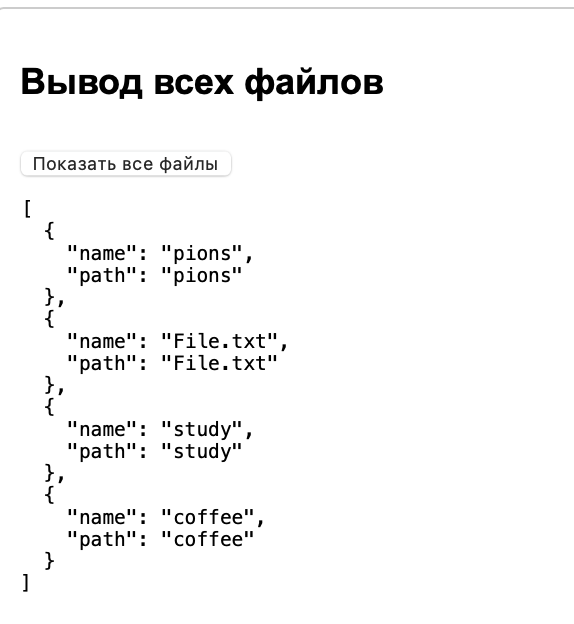 Вывод всех файлов
Показать все файлы
[
  {
    "name": "pions",
    "path": "pions"
  },
  {
    "name": "File.txt",
    "path": "File.txt"
  },
  {
    "name": "study",
    "path": "study"
  },
  {
    "name": "coffee",
    "path": "coffee"
  }
]